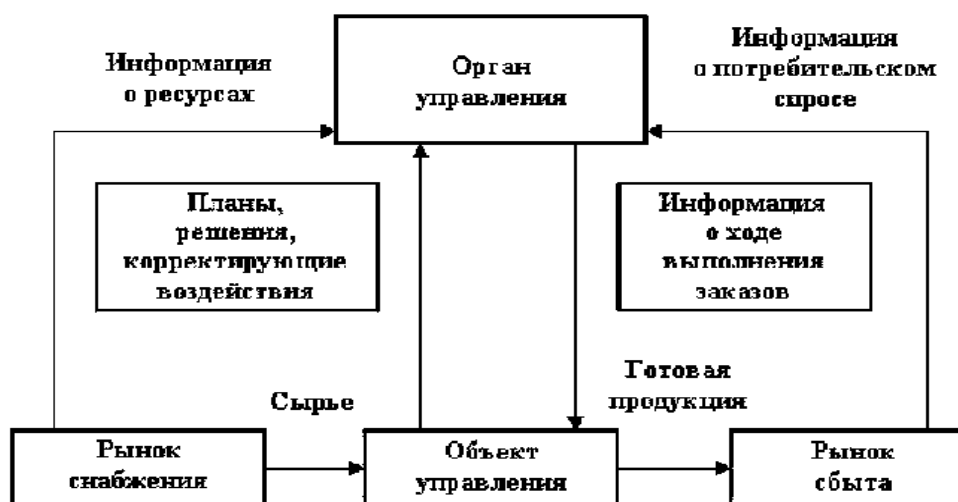 Информация
о ресурсах
Орган
управления
Информация
о потребительском
спросе
Планы,
решения,
корректирующие
воздействия
Информация
о ходе
выполнения
заказов
Сырье
Готовая
продукция
Рынок
снабжения
Объект
управления
Рынок
сбыта